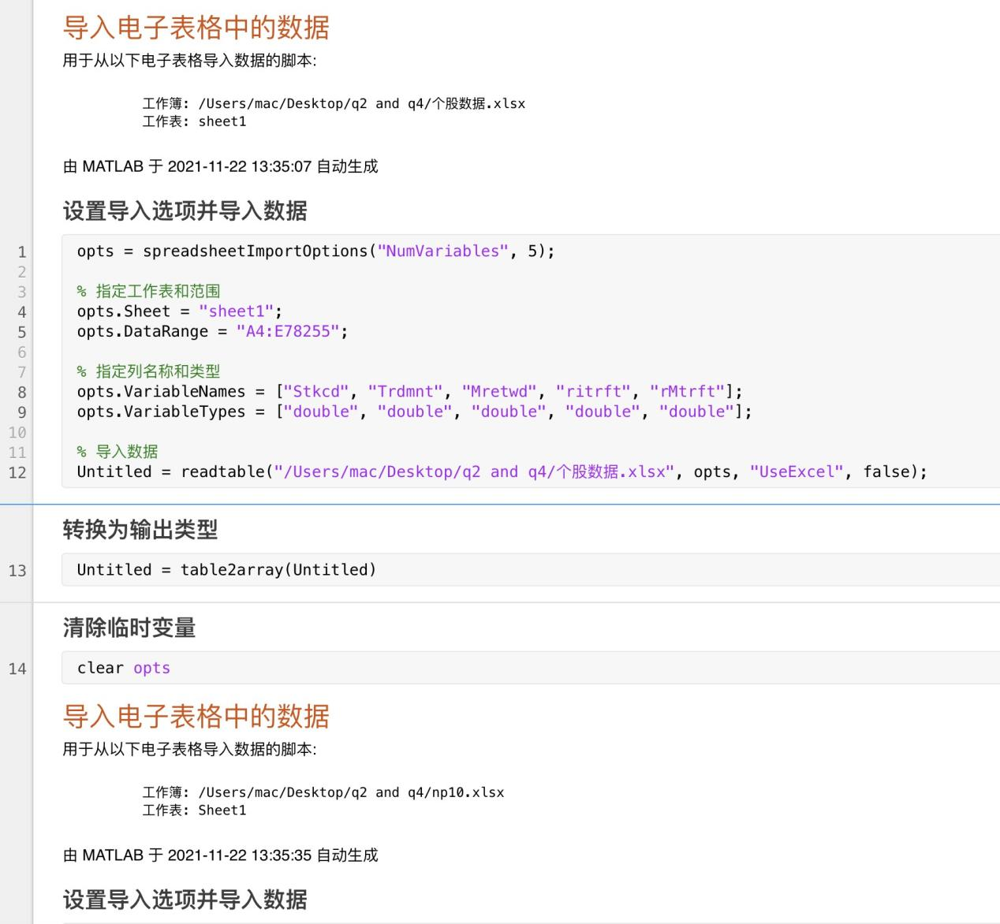 导入电子表格中的数据
用于从以下电子表格导入数据的脚本:
工作簿: /Users/mac/Desktop/q2 and q4/个股数据.xlsx
工作表: sheet1
由 MATLAB 于 2021-11-22 13:35:07 自动生成
设置导入选项并导入数据
1 opts = spreadsheetImportOptions("NumVariables", 5);
2
3 % 指定工作表和范围
4 opts.Sheet = "sheet1";
5 opts.DataRange = "A4:E78255";
6
7 % 指定列名称和类型
8 opts.VariableNames = ["Stkcd", "Trdmnt", "Mretwd", "ritrft", "rMtrft"];
9 opts.VariableTypes = ["double", "double", "double", "double", "double"];
10
11 % 导入数据
12 Untitled = readtable("/Users/mac/Desktop/q2 and q4/个股数据.xlsx", opts, "UseExcel", false);
转换为输出类型
13 Untitled = table2array(Untitled)
清除临时变量
14 clear opts
导入电子表格中的数据
用于从以下电子表格导入数据的脚本:
工作簿: /Users/mac/Desktop/q2 and q4/np10.xlsx
工作表: Sheet1
由 MATLAB 于 2021-11-22 13:35:35 自动生成
设置导入选项并导入数据